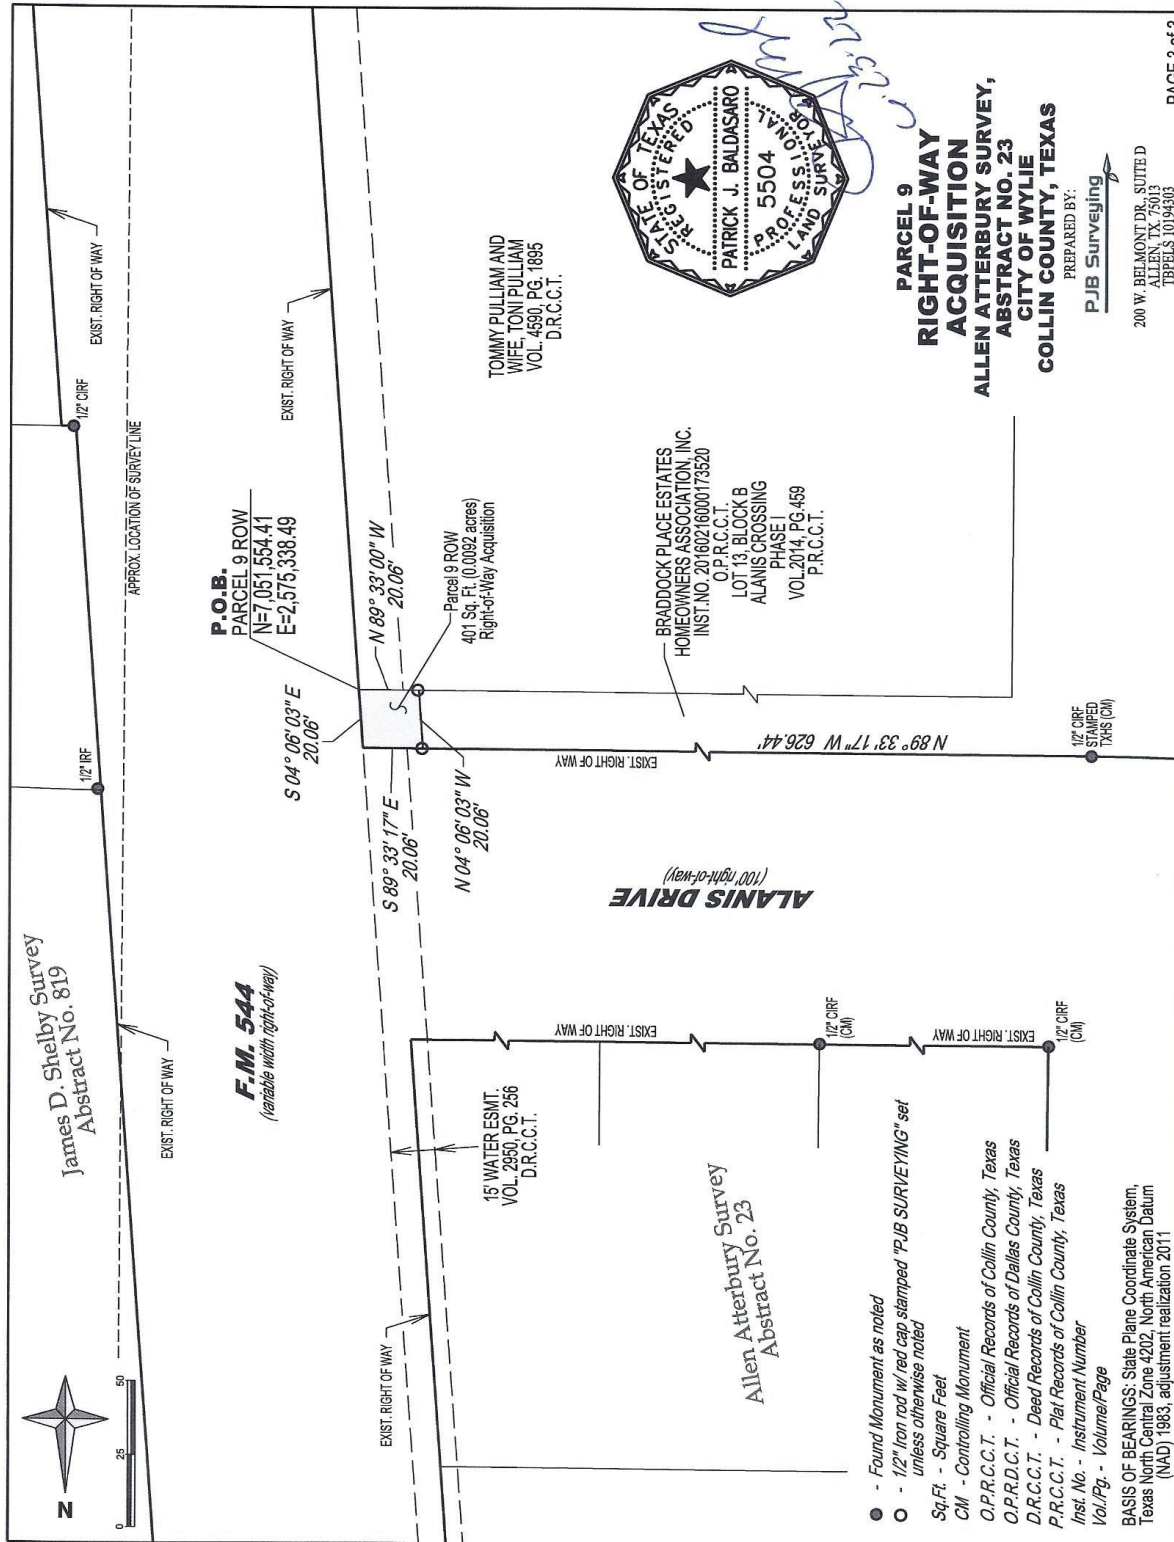 N
0 25 50
James D. Shelby Survey
Abstract No. 819
EXIST. RIGHT OF WAY
1/2" IRF
APPROX. LOCATION OF SURVEY LINE
1/2" CIRF
EXIST. RIGHT OF WAY
F.M. 544
(variable width right-of-way)
P.O.B.
PARCEL 9 ROW
N=7,051,554.41
E=2,575,338.49
EXIST. RIGHT OF WAY
S 04° 06' 03" E
20.06'
N 89° 33' 00" W
20.06'
S 89° 33' 17" E
20.06'
N 04° 06' 03" W
20.06'
Parcel 9 ROW
401 Sq. Ft. (0.0092 acres)
Right-of-Way Acquisition
EXIST. RIGHT OF WAY
15' WATER ESMT.
VOL. 2950, PG. 256
D.R.C.C.T.
TOMMY PULLIAM AND
WIFE, TONI PULLIAM
VOL. 4590, PG. 1895
D.R.C.C.T.
EXIST. RIGHT OF WAY
EXIST. RIGHT OF WAY
EXIST. RIGHT OF WAY
ALANIS DRIVE
(100' right-of-way)
N 89° 33' 17" W 626.44'
BRADDOCK PLACE ESTATES
HOMEOWNERS ASSOCIATION, INC.
INST.NO. 20160216000173520
O.P.R.C.C.T.
LOT 13, BLOCK B
ALANIS CROSSING
PHASE I
VOL.2014, PG.459
P.R.C.C.T.
Allen Atterbury Survey
Abstract No. 23
1/2" CIRF
(CM)
1/2" CIRF
(CM)
1/2" CIRF
STAMPED
TXHS (CM)
- Found Monument as noted
- 1/2" Iron rod w/ red cap stamped "PJB SURVEYING" set
unless otherwise noted
Sq.Ft. - Square Feet
CM - Controlling Monument
O.P.R.C.C.T. - Official Records of Collin County, Texas
O.P.R.D.C.T. - Official Records of Dallas County, Texas
D.R.C.C.T. - Deed Records of Collin County, Texas
P.R.C.C.T. - Plat Records of Collin County, Texas
Inst. No. - Instrument Number
Vol./Pg. - Volume/Page
BASIS OF BEARINGS: State Plane Coordinate System,
Texas North Central Zone 4202, North American Datum
(NAD) 1983, adjustment realization 2011
STATE OF TEXAS
REGISTERED
PATRICK J. BALDASARO
5504
PROFESSIONAL
LAND SURVEYOR
PARCEL 9
RIGHT-OF-WAY
ACQUISITION
ALLEN ATTERBURY SURVEY,
ABSTRACT NO. 23
CITY OF WYLIE
COLLIN COUNTY, TEXAS
PREPARED BY:
PJB Surveying
200 W. BELMONT DR., SUITE D
ALLEN, TX. 75013
TBPELS 10194303